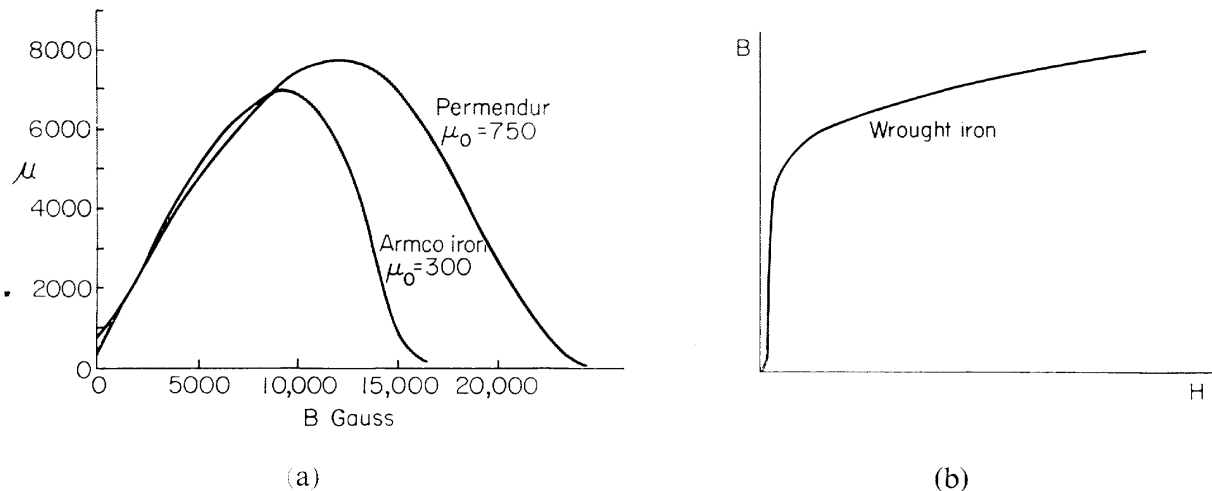 8000
6000
μ
4000
2000
0
0 5000 10,000 15,000 20,000
B Gauss
Permendur
μ₀=750
Armco iron
μ₀=300
(a)
B
Wrought iron
H
(b)